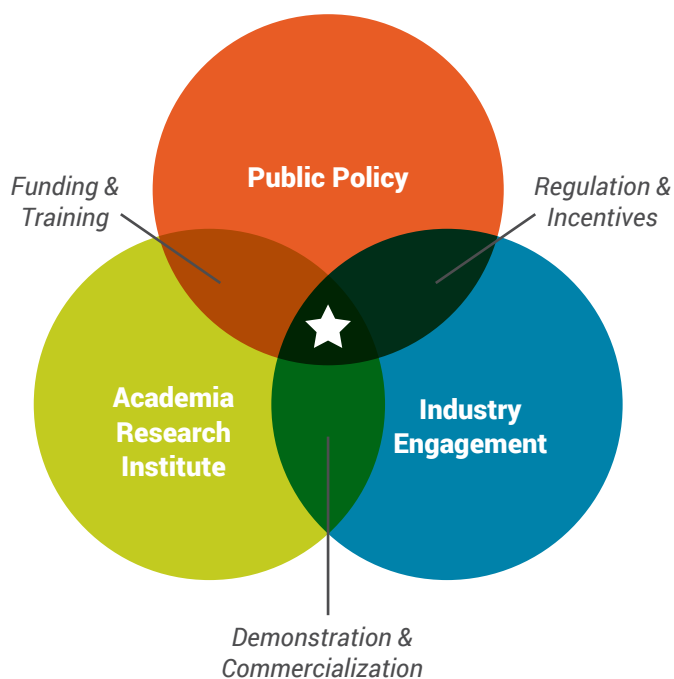 Public Policy
Funding &
Training
Regulation &
Incentives
Academia
Research
Institute
Industry
Engagement
Demonstration &
Commercialization